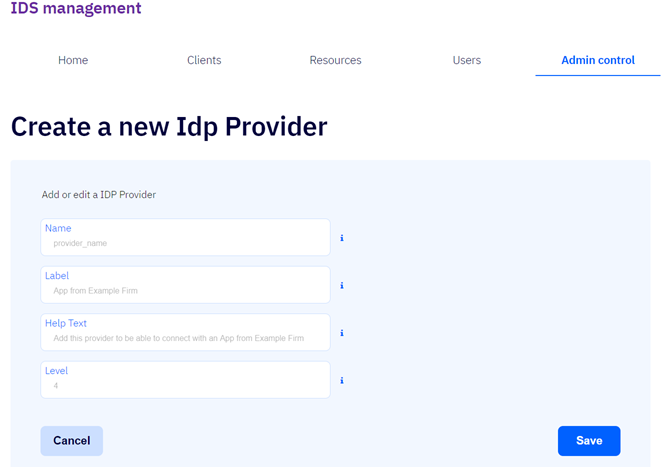 IDS management
Home Clients Resources Users Admin control
Create a new Idp Provider
Add or edit a IDP Provider
Name
provider_name
Label
App from Example Firm
Help Text
Add this provider to be able to connect with an App from Example Firm
Level
4
Cancel Save